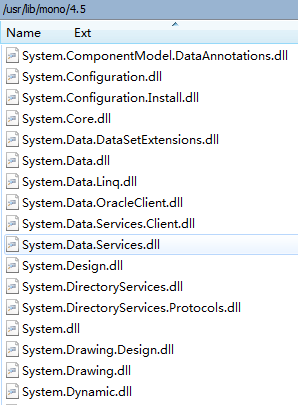 /usr/lib/mono/4.5
Name Ext
System.ComponentModel.DataAnnotations.dll
System.Configuration.dll
System.Configuration.Install.dll
System.Core.dll
System.Data.DataSetExtensions.dll
System.Data.dll
System.Data.Linq.dll
System.Data.OracleClient.dll
System.Data.Services.Client.dll
System.Data.Services.dll
System.Design.dll
System.DirectoryServices.dll
System.DirectoryServices.Protocols.dll
System.dll
System.Drawing.Design.dll
System.Drawing.dll
System.Dynamic.dll